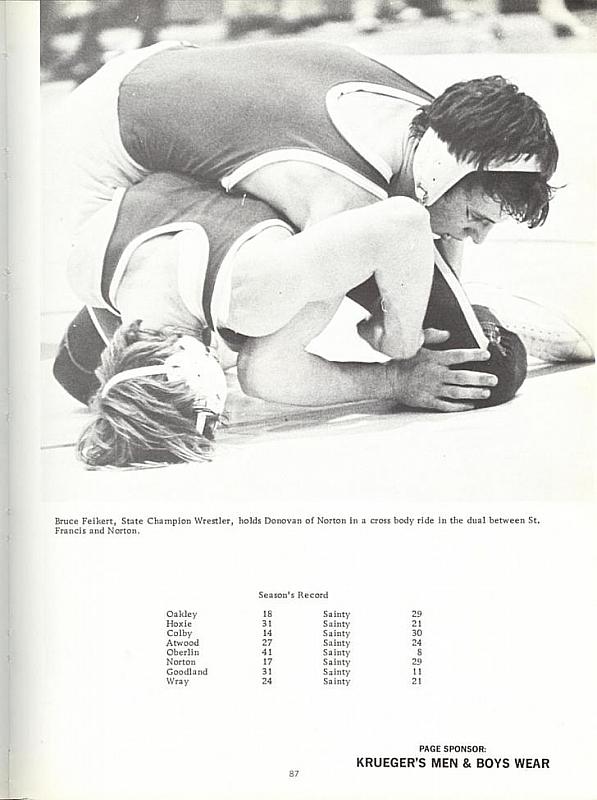 Bruce Feikert, State Champion Wrestler, holds Donovan of Norton in a cross body ride in the dual between St.
Francis and Norton.
Season's Record
Oakley 18 Sainty 29
Hoxie 31 Sainty 21
Colby 14 Sainty 30
Atwood 27 Sainty 24
Oberlin 41 Sainty 8
Norton 17 Sainty 29
Goodland 31 Sainty 11
Wray 24 Sainty 21
PAGE SPONSOR:
KRUEGER'S MEN & BOYS WEAR
87